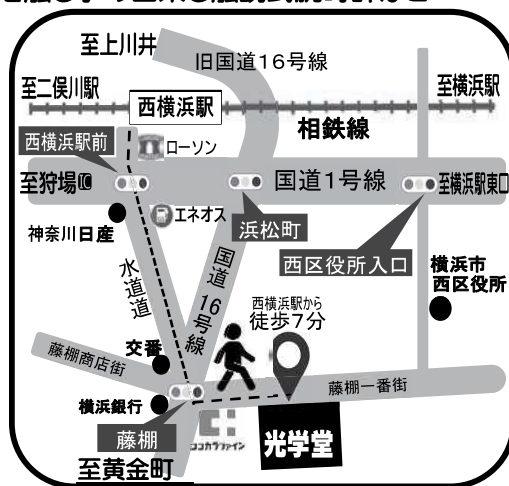 至上川井
旧国道16号線
至二俣川駅
西横浜駅
至横浜駅
相鉄線
西横浜駅前
ローソン
至狩場IC
国道1号線
至横浜駅東口
エネオス
浜松町
神奈川日産
西区役所入口
水道道
国道16号線
横浜市
西区役所
西横浜駅から
徒歩7分
交番
藤棚商店街
藤棚一番街
横浜銀行
藤棚
ココカラファイン
光学堂
至黄金町